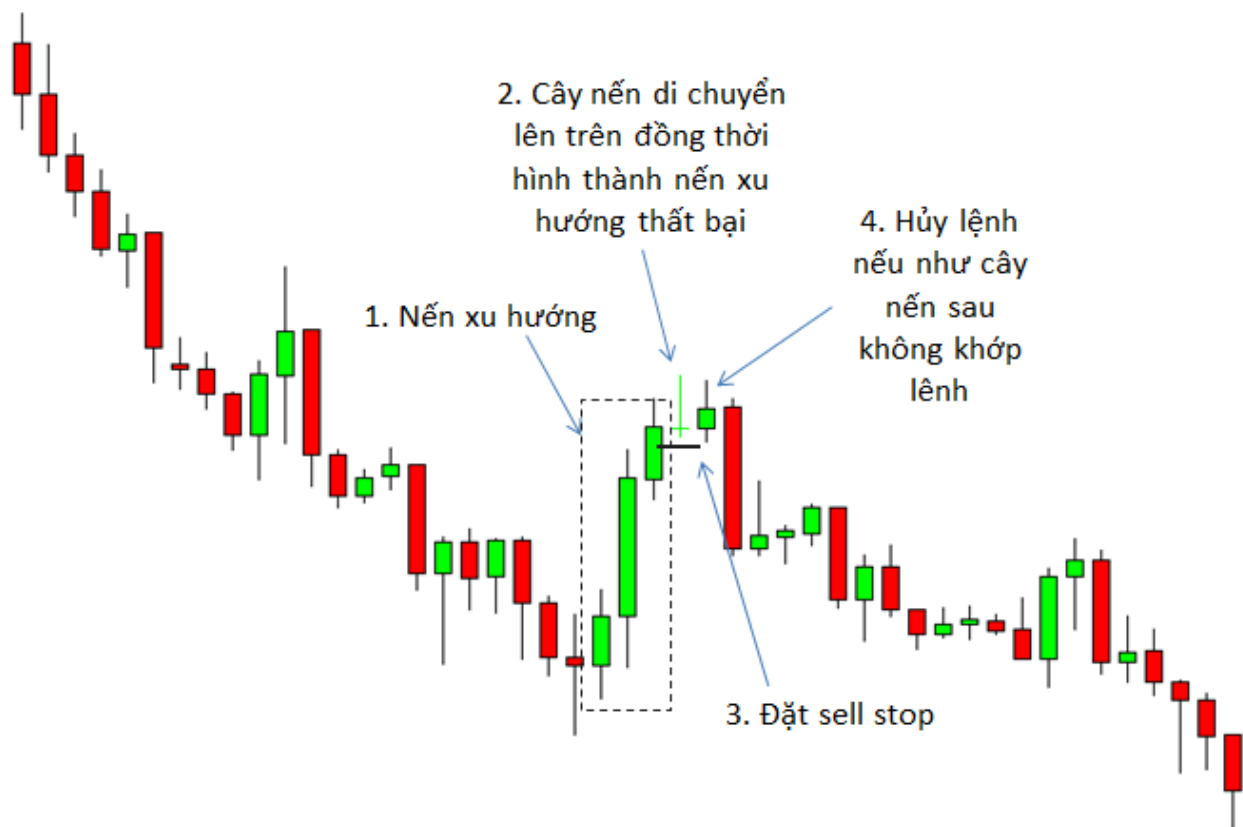 2. Cây nến di chuyển
lên trên đồng thời
hình thành nến xu
hướng thất bại
4. Hủy lệnh
nếu như cây
nến sau
không khớp
lênh
1. Nến xu hướng
3. Đặt sell stop